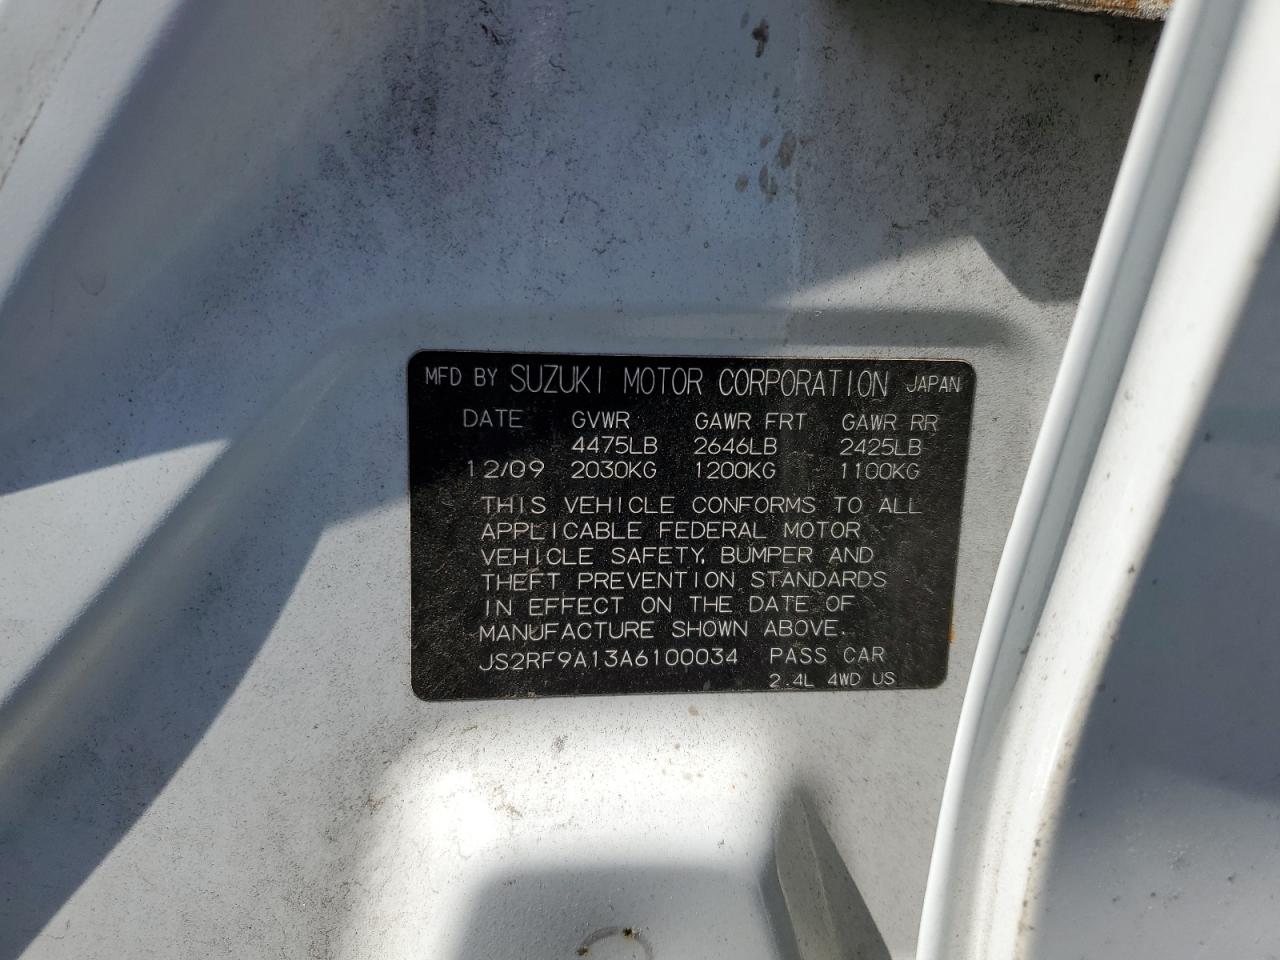 MFD BY SUZUKI MOTOR CORPORATION JAPAN
DATE GVWR GAWR FRT GAWR RR
4475LB 2646LB 2425LB
12/09 2030KG 1200KG 1100KG
THIS VEHICLE CONFORMS TO ALL
APPLICABLE FEDERAL MOTOR
VEHICLE SAFETY, BUMPER AND
THEFT PREVENTION STANDARDS
IN EFFECT ON THE DATE OF
MANUFACTURE SHOWN ABOVE.
JS2RF9A13A6100034 PASS CAR
2.4L 4WD US